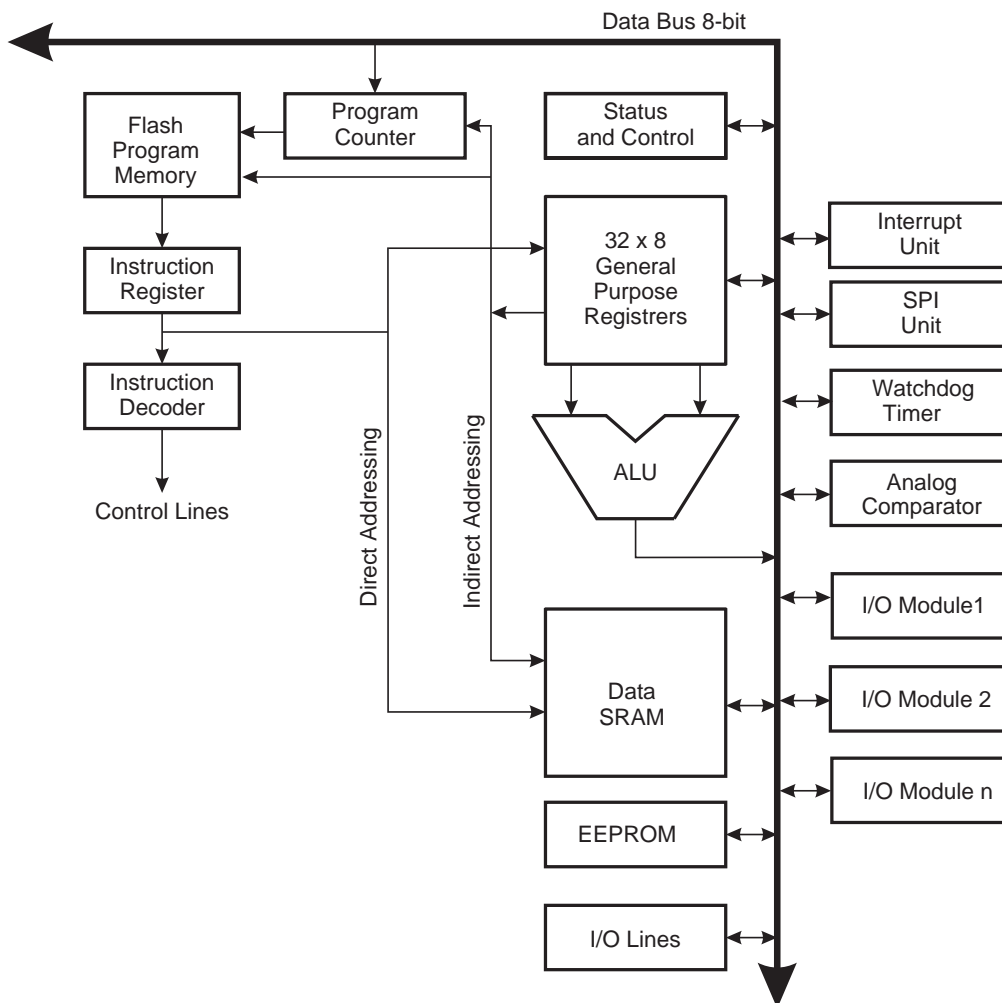 Data Bus 8-bit
Flash
Program
Memory
Program
Counter
Status
and Control
32 x 8
General
Purpose
Registrers
Interrupt
Unit
Instruction
Register
SPI
Unit
Instruction
Decoder
Watchdog
Timer
ALU
Analog
Comparator
Control Lines
Direct Addressing
Indirect Addressing
I/O Module1
Data
SRAM
I/O Module 2
I/O Module n
EEPROM
I/O Lines